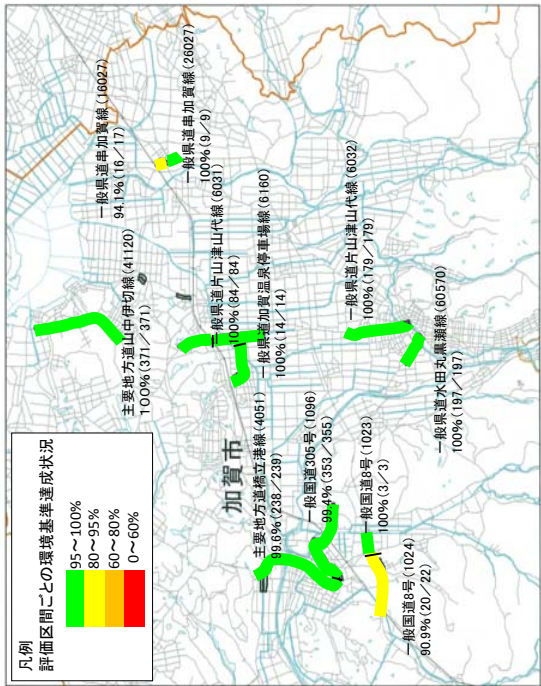 凡例
評価区間ごとの環境基準達成状況
95~100%
80~95%
60~80%
0~60%
一般県道串加賀線(16027)
94.1%(16/17)
一般県道串加賀線(26027)
100%(9/9)
主要地方道山中伊切線(41120)
100%(371/371)
一般県道片山津山代線(6031)
100%(84/84)
一般県道加賀温泉停車場線(6160)
100%(14/14)
一般県道片山津山代線(6032)
100%(179/179)
加賀市
主要地方道橋立港線(4051)
99.6%(238/239)
一般国道305号(1096)
99.4%(353/355)
一般国道8号(1023)
100%(3/3)
一般国道8号(1024)
90.9%(20/22)
一般県道水田丸黒瀬線(60570)
100%(197/197)